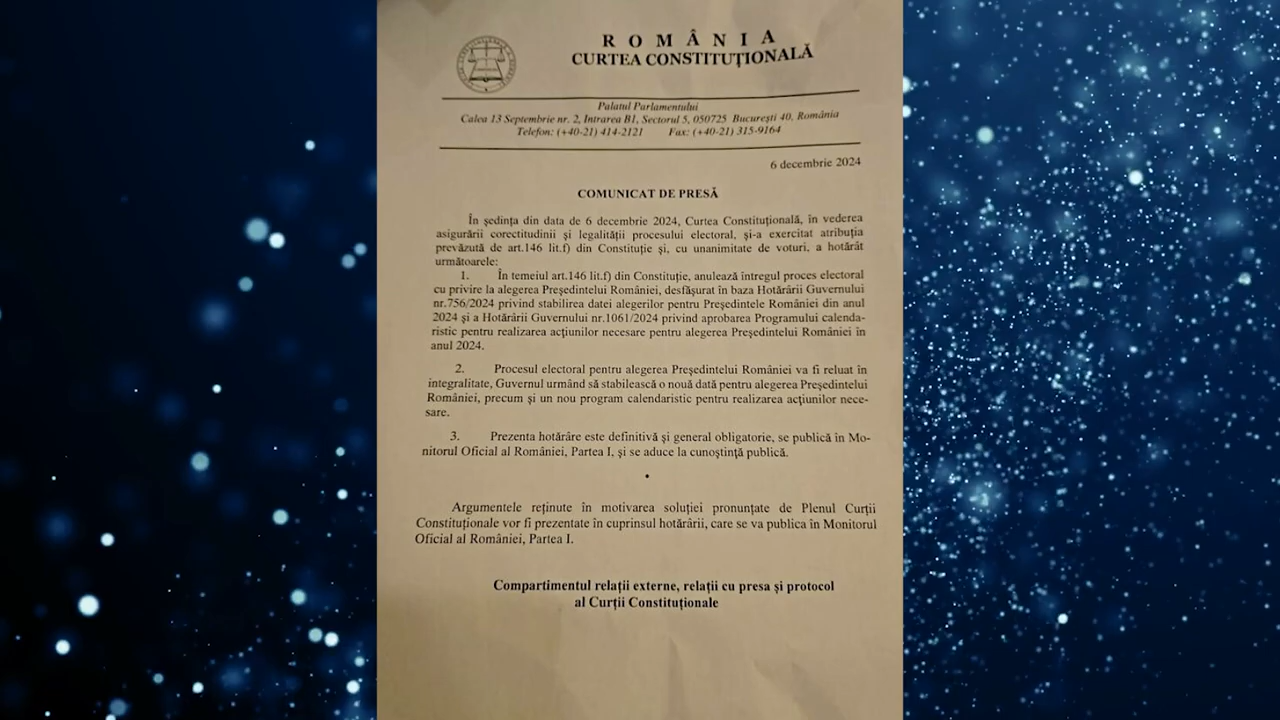 ROMÂNIA
CURTEA CONSTITUȚIONALĂ
Palatul Parlamentului
Calea 13 Septembrie nr. 2, Intrarea B1, Sectorul 5, 050725 București 40, România
Telefon: (+40-21) 414-2121 Fax: (+40-21) 315-9164
6 decembrie 2024
COMUNICAT DE PRESĂ
În ședința din data de 6 decembrie 2024, Curtea Constituțională, în vederea
asigurării corectitudinii și legalității procesului electoral, și-a exercitat atribuția
prevăzută de art.146 lit.f) din Constituție și, cu unanimitate de voturi, a hotărât
următoarele:
1. În temeiul art.146 lit.f) din Constituție, anulează întregul proces electoral
cu privire la alegerea Președintelui României, desfășurat în baza Hotărârii Guvernului
nr.756/2024 privind stabilirea datei alegerilor pentru Președintele României din anul
2024 și a Hotărârii Guvernului nr.1061/2024 privind aprobarea Programului calenda-
ristic pentru realizarea acțiunilor necesare pentru alegerea Președintelui României în
anul 2024.
2. Procesul electoral pentru alegerea Președintelui României va fi reluat în
integralitate, Guvernul urmând să stabilească o nouă dată pentru alegerea Președintelui
României, precum și un nou program calendaristic pentru realizarea acțiunilor nece-
sare.
3. Prezenta hotărâre este definitivă și general obligatorie, se publică în Mo-
nitorul Oficial al României, Partea I, și se aduce la cunoștință publică.
Argumentele reținute în motivarea soluției pronunțate de Plenul Curții
Constituționale vor fi prezentate în cuprinsul hotărârii, care se va publica în Monitorul
Oficial al României, Partea I.
Compartimentul relații externe, relații cu presa și protocol
al Curții Constituționale